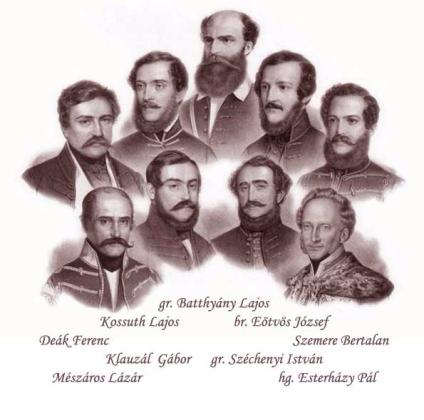 gr. Batthyány Lajos
Kossuth Lajos br. Eötvös József
Deák Ferenc Szemere Bertalan
Klauzál Gábor gr. Széchenyi István
Mészáros Lázár hg. Esterházy Pál